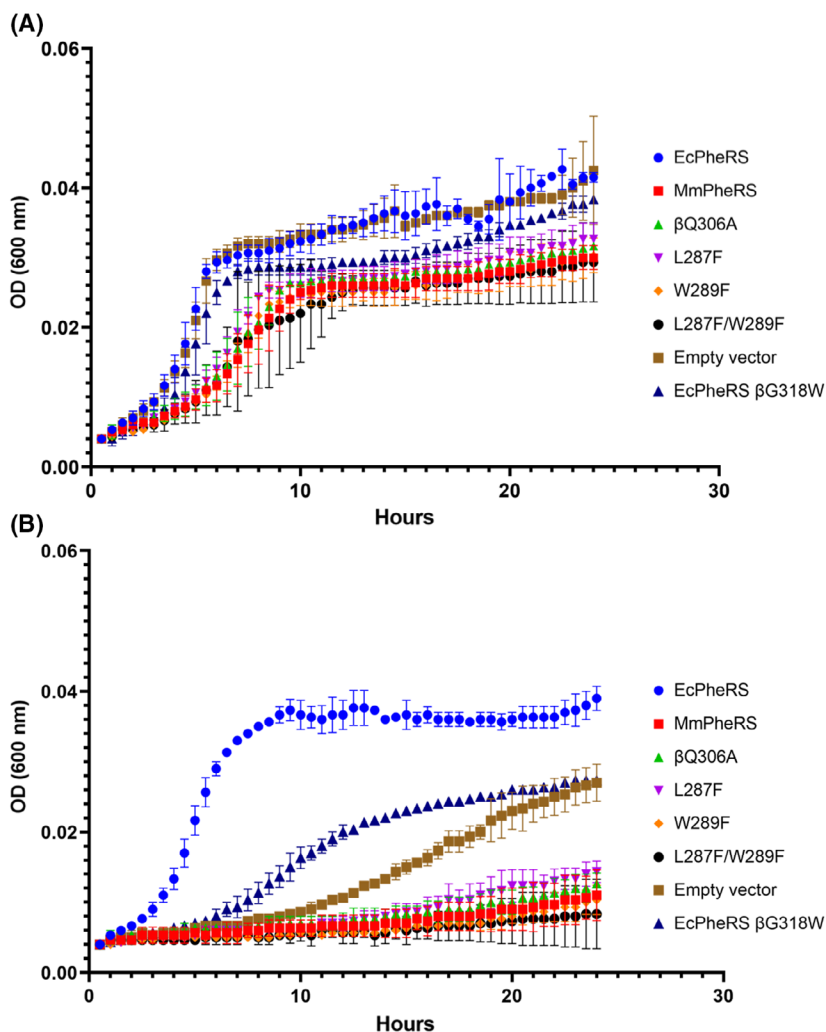 (A)
0.06
0.04
0.02
0.00
OD (600 nm)
0
10
20
30
Hours
EcPheRS
MmPheRS
βQ306A
L287F
W289F
L287F/W289F
Empty vector
EcPheRS βG318W
(B)
0.06
0.04
0.02
0.00
OD (600 nm)
0
10
20
30
Hours
EcPheRS
MmPheRS
βQ306A
L287F
W289F
L287F/W289F
Empty vector
EcPheRS βG318W